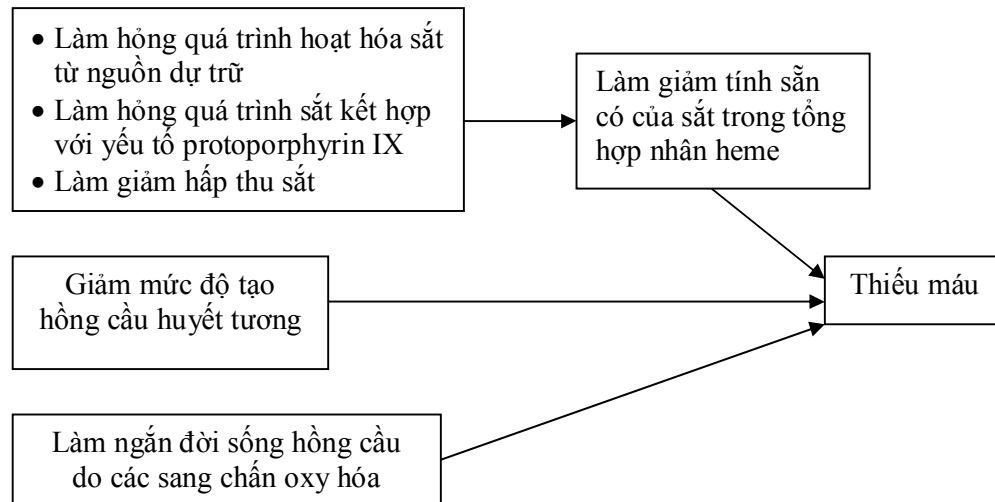 • Làm hỏng quá trình hoạt hóa sắt
từ nguồn dự trữ
• Làm hỏng quá trình sắt kết hợp
với yếu tố protoporphyrin IX
• Làm giảm hấp thu sắt
Làm giảm tính sẵn
có của sắt trong tổng
hợp nhân heme
Giảm mức độ tạo
hồng cầu huyết tương
Thiếu máu
Làm ngắn đời sống hồng cầu
do các sang chấn oxy hóa